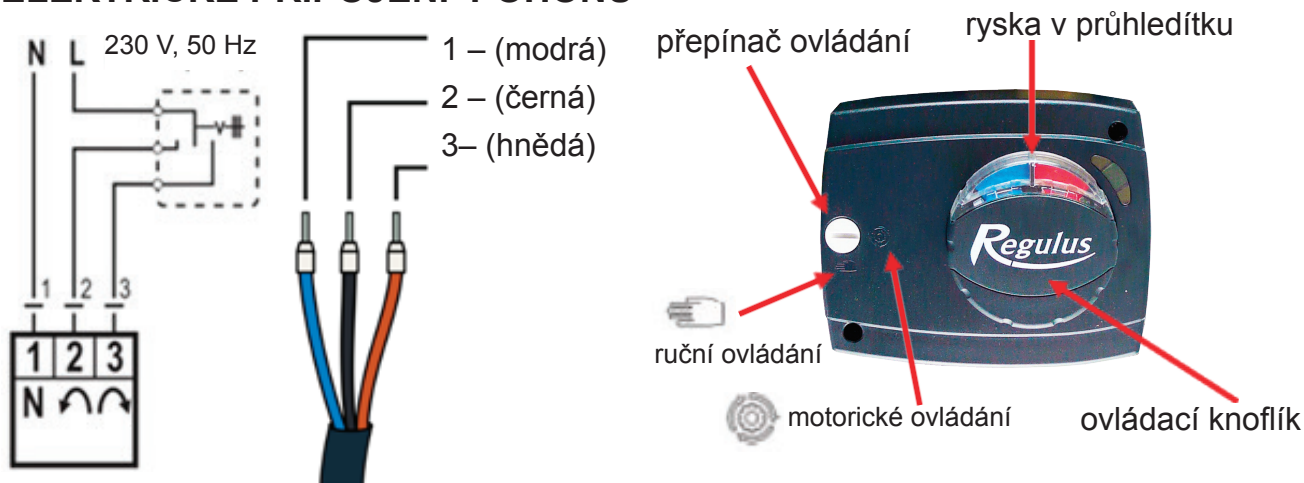 N L 230 V, 50 Hz
1 – (modrá)
2 – (černá)
3– (hnědá)
1 2 3
1 2 3
N
přepínač ovládání
ryska v průhledítku
Regulus
ruční ovládání
motorické ovládání
ovládací knoflík